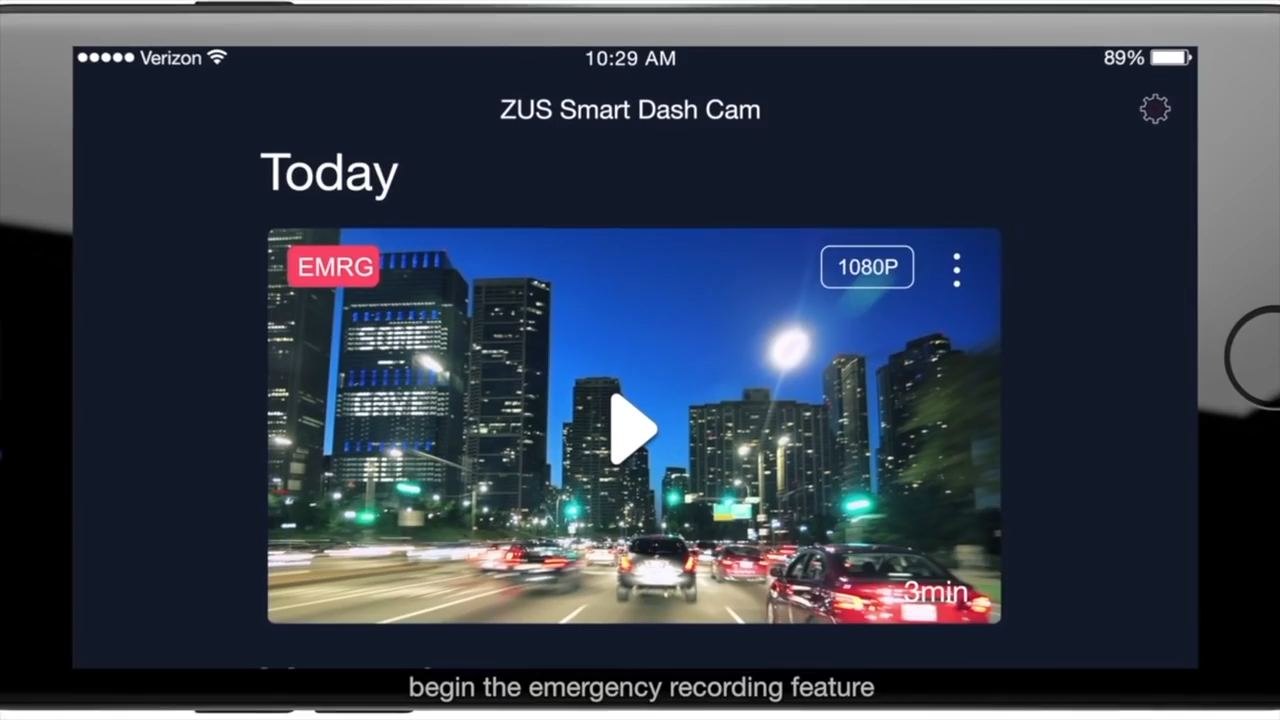 Verizon
10:29 AM
89%
ZUS Smart Dash Cam
Today
EMRG
1080P
3min
begin the emergency recording feature